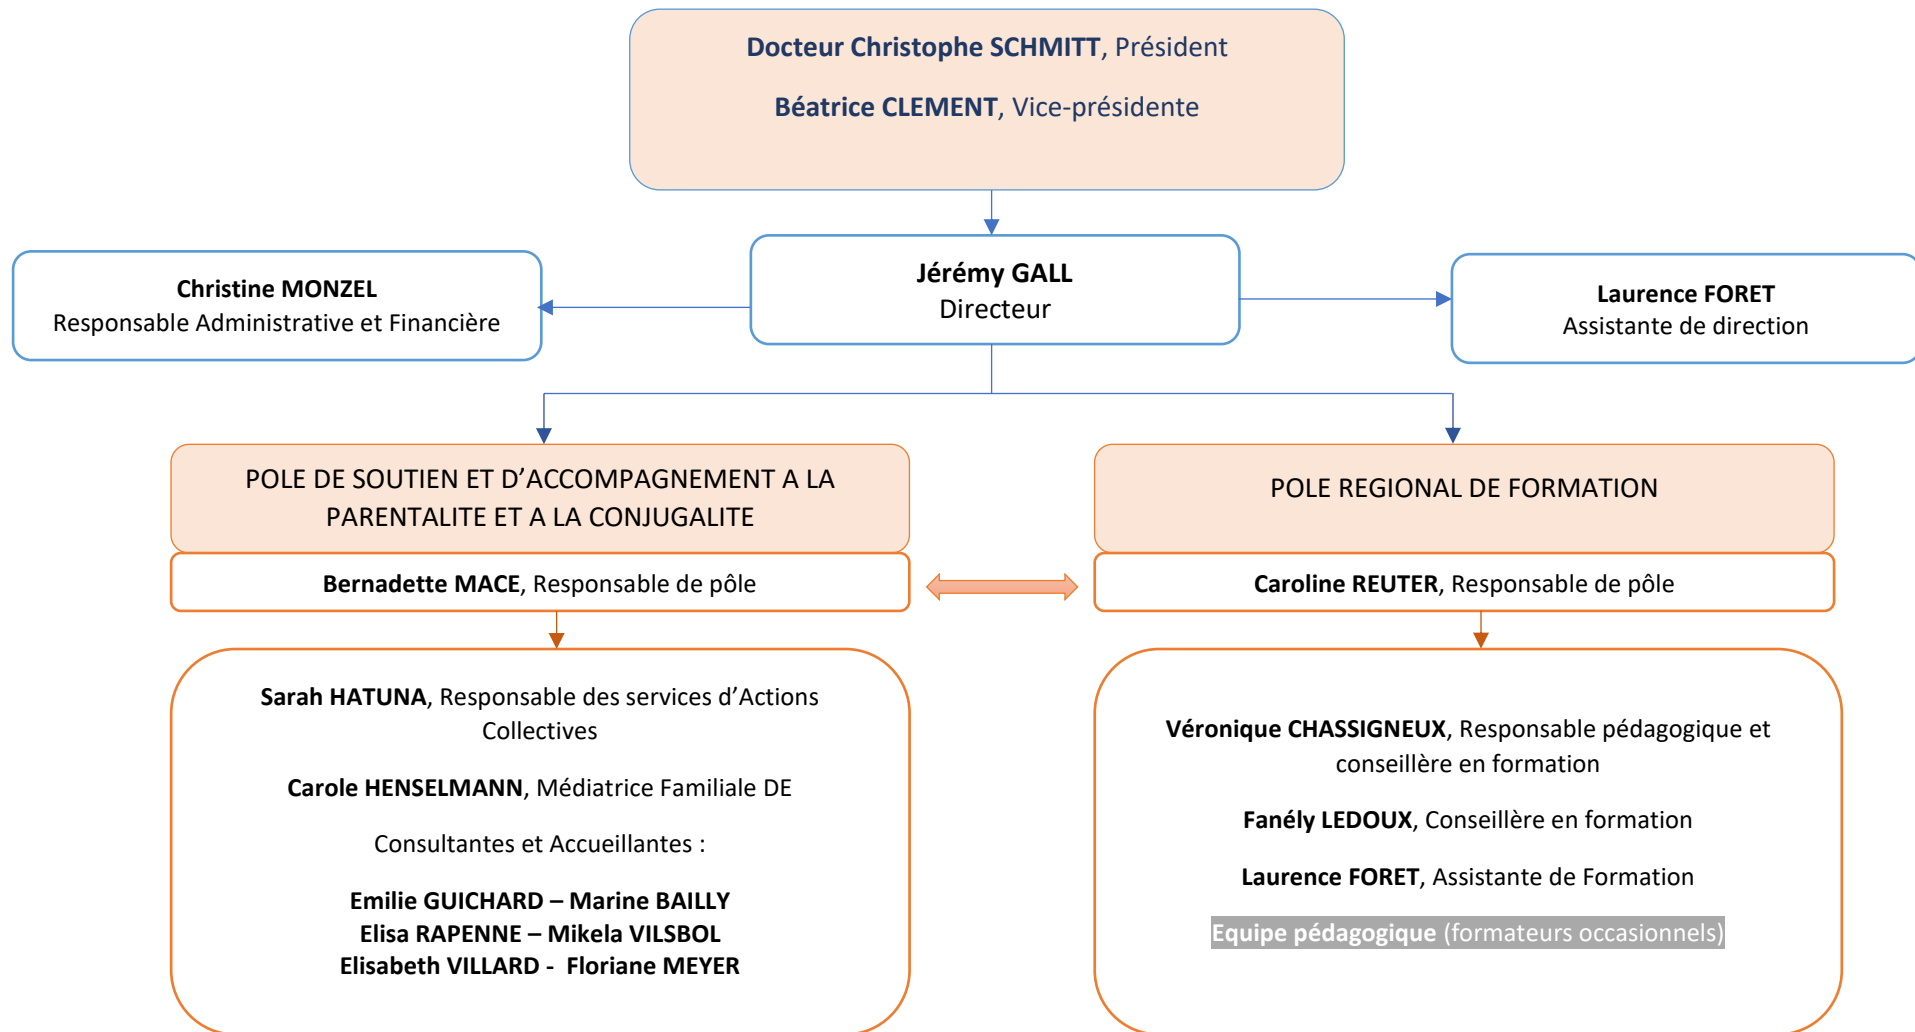 Docteur Christophe SCHMITT, Président
Béatrice CLEMENT, Vice-présidente
Jérémy GALL
Directeur
Christine MONZEL
Responsable Administrative et Financière
Laurence FORET
Assistante de direction
POLE DE SOUTIEN ET D’ACCOMPAGNEMENT A LA
PARENTALITE ET A LA CONJUGALITE
Bernadette MACE, Responsable de pôle
Sarah HATUNA, Responsable des services d’Actions
Collectives
Carole HENSELMANN, Médiatrice Familiale DE
Consultantes et Accueillantes :
Emilie GUICHARD – Marine BAILLY
Elisa RAPENNE – Mikela VILSBOL
Elisabeth VILLARD - Floriane MEYER
POLE REGIONAL DE FORMATION
Caroline REUTER, Responsable de pôle
Véronique CHASSIGNEUX, Responsable pédagogique et
conseillère en formation
Fanély LEDOUX, Conseillère en formation
Laurence FORET, Assistante de Formation
Equipe pédagogique (formateurs occasionnels)